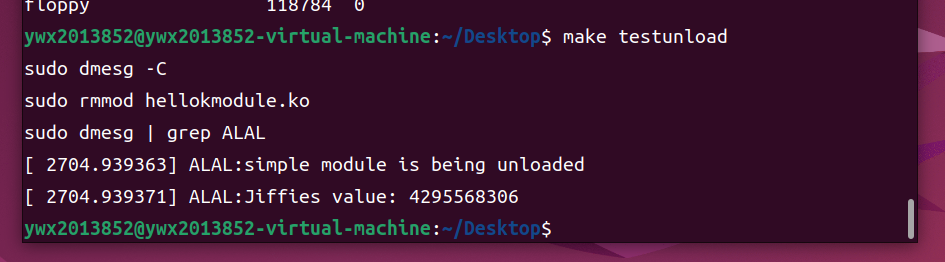 floppy 118784 0
ywx2013852@ywx2013852-virtual-machine:~/Desktop$ make testunload
sudo dmesg -C
sudo rmmod hellokmodule.ko
sudo dmesg | grep ALAL
[ 2704.939363] ALAL:simple module is being unloaded
[ 2704.939371] ALAL:Jiffies value: 4295568306
ywx2013852@ywx2013852-virtual-machine:~/Desktop$